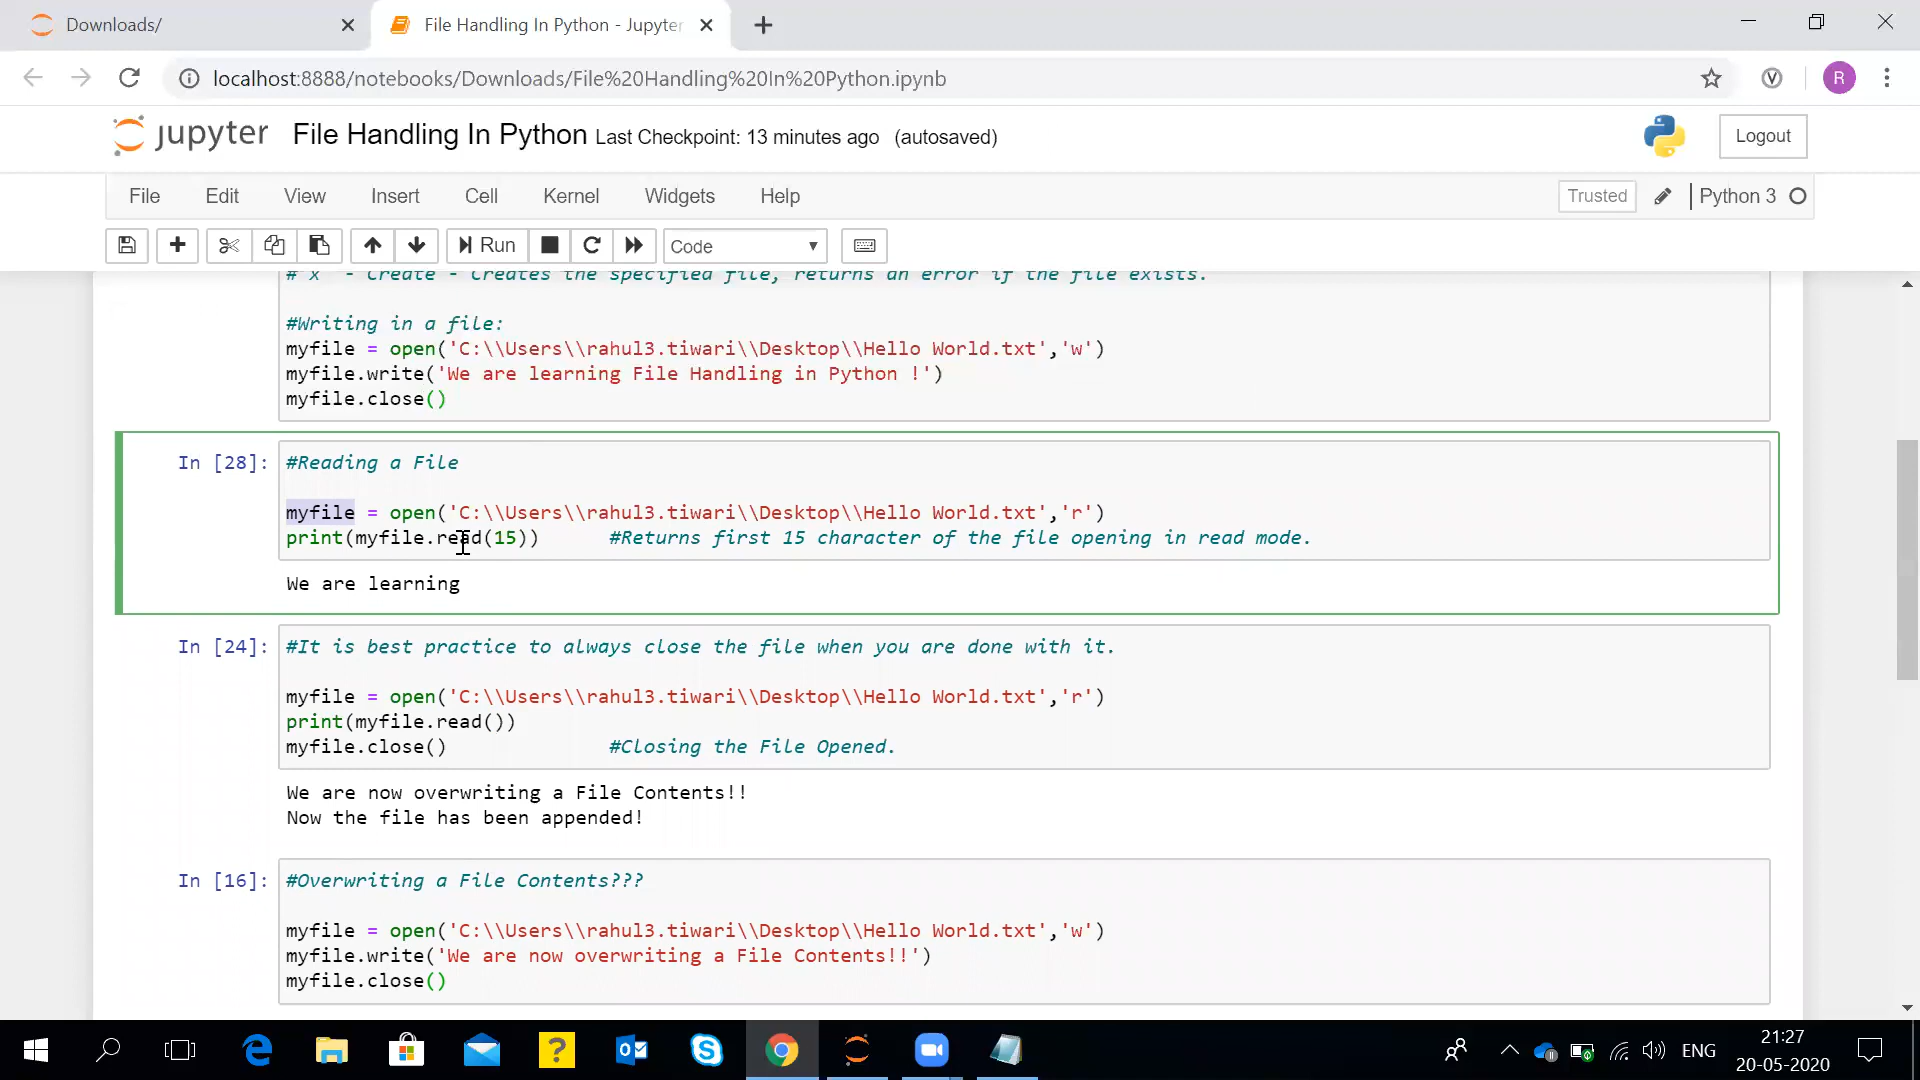 Downloads/
File Handling In Python - Jupyter
localhost:8888/notebooks/Downloads/File%20Handling%20In%20Python.ipynb
R
jupyter File Handling In Python Last Checkpoint: 13 minutes ago (autosaved)
Logout
File Edit View Insert Cell Kernel Widgets Help
Trusted
Python 3
Run
Code
# x - Create - Creates the specified file, returns an error if the file exists.
#Writing in a file:
myfile = open('C:\\Users\\rahul3.tiwari\\Desktop\\Hello World.txt','w')
myfile.write('We are learning File Handling in Python !')
myfile.close()
In [28]: #Reading a File
myfile = open('C:\\Users\\rahul3.tiwari\\Desktop\\Hello World.txt','r')
print(myfile.read(15)) #Returns first 15 character of the file opening in read mode.
We are learning
In [24]: #It is best practice to always close the file when you are done with it.
myfile = open('C:\\Users\\rahul3.tiwari\\Desktop\\Hello World.txt','r')
print(myfile.read())
myfile.close() #Closing the File Opened.
We are now overwriting a File Contents!!
Now the file has been appended!
In [16]: #Overwriting a File Contents???
myfile = open('C:\\Users\\rahul3.tiwari\\Desktop\\Hello World.txt','w')
myfile.write('We are now overwriting a File Contents!!')
myfile.close()
ENG
21:27
20-05-2020